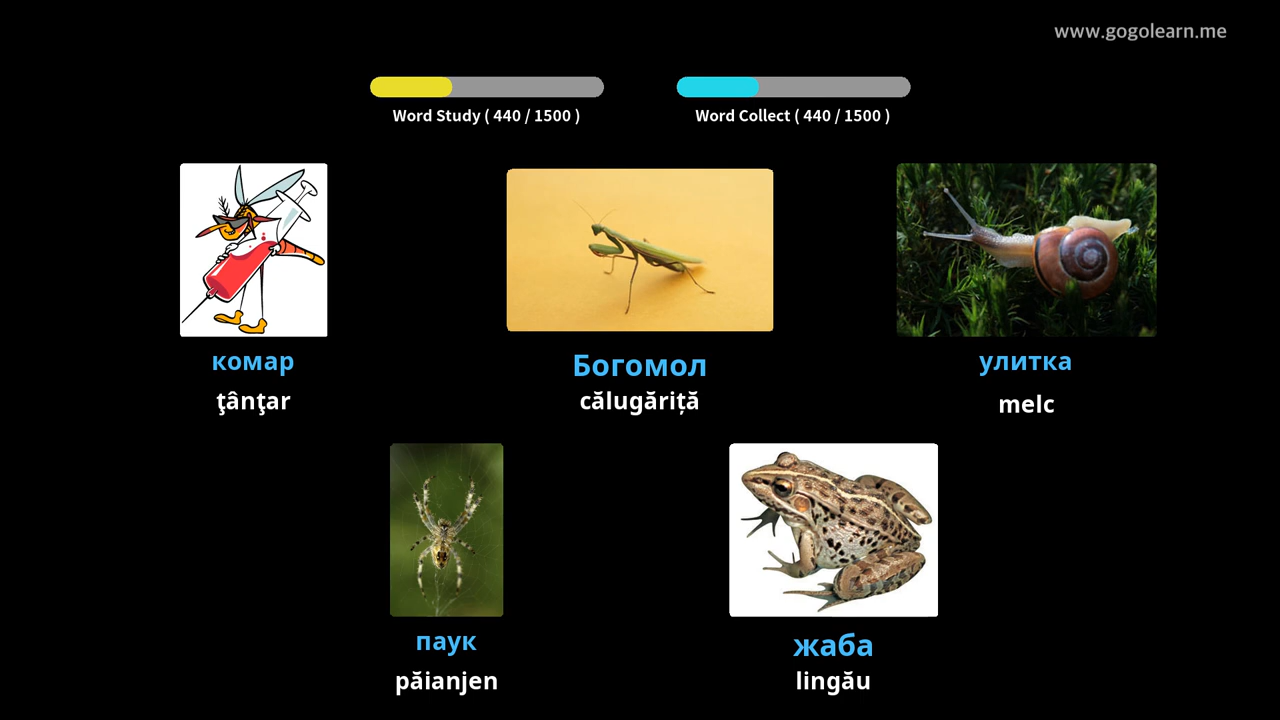 www.gogolearn.me
Word Study ( 440 / 1500 )
Word Collect ( 440 / 1500 )
комар
ţânţar
Богомол
călugăriță
улитка
melc
паук
păianjen
жаба
lingău